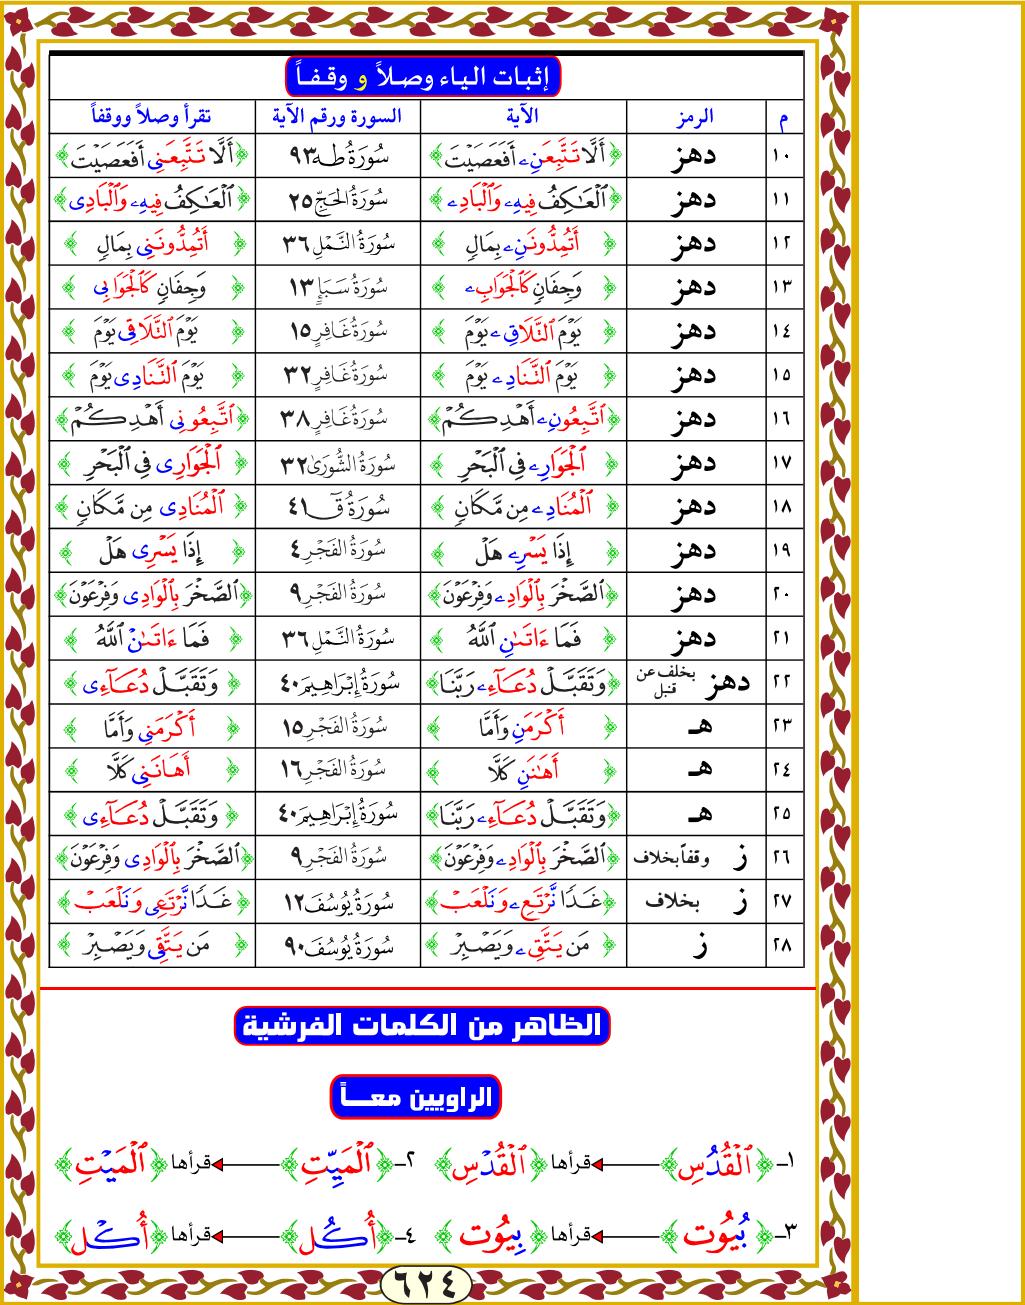 إثبات الياء وصلاً و وقفاً
م الرمز الآية السورة ورقم الآية تقرأ وصلاً ووقفاً
١٠ دهز ﴿أَلَّا تَتَّبِعَنِۦ أَفَعَصَيْتَ﴾ سُورَةُ طه ٩٣ ﴿أَلَّا تَتَّبِعَنِى أَفَعَصَيْتَ﴾
١١ دهز ﴿ٱلْعَـٰكِفُ فِيهِۦ وَٱلْبَادِۦ﴾ سُورَةُ الحَجِّ ٢٥ ﴿ٱلْعَـٰكِفُ فِيهِۦ وَٱلْبَادِى﴾
١٢ دهز ﴿أَتُمِدُّونَنِۦ بِمَالٍ﴾ سُورَةُ النَّمْلِ ٣٦ ﴿أَتُمِدُّونَنِى بِمَالٍ﴾
١٣ دهز ﴿وَجِفَانٍ كَٱلْجَوَابِۦ﴾ سُورَةُ سَبَإٍ ١٣ ﴿وَجِفَانٍ كَٱلْجَوَابِى﴾
١٤ دهز ﴿يَوْمَ ٱلتَّلَاقِۦ يَوْمَ﴾ سُورَةُ غَافِرٍ ١٥ ﴿يَوْمَ ٱلتَّلَاقِى يَوْمَ﴾
١٥ دهز ﴿يَوْمَ ٱلتَّنَادِۦ يَوْمَ﴾ سُورَةُ غَافِرٍ ٣٢ ﴿يَوْمَ ٱلتَّنَادِى يَوْمَ﴾
١٦ دهز ﴿ٱتَّبِعُونِۦ أَهْدِكُمْ﴾ سُورَةُ غَافِرٍ ٣٨ ﴿ٱتَّبِعُونِى أَهْدِكُمْ﴾
١٧ دهز ﴿ٱلْجَوَارِۦ فِى ٱلْبَحْرِ﴾ سُورَةُ الشُّورَىٰ ٣٢ ﴿ٱلْجَوَارِى فِى ٱلْبَحْرِ﴾
١٨ دهز ﴿ٱلْمُنَادِۦ مِن مَّكَانٍ﴾ سُورَةُ قٓ ٤١ ﴿ٱلْمُنَادِى مِن مَّكَانٍ﴾
١٩ دهز ﴿إِذَا يَسْرِۦ هَلْ﴾ سُورَةُ الفَجْرِ ٤ ﴿إِذَا يَسْرِى هَلْ﴾
٢٠ دهز ﴿ٱلصَّخْرَ بِٱلْوَادِۦ وَفِرْعَوْنَ﴾ سُورَةُ الفَجْرِ ٩ ﴿ٱلصَّخْرَ بِٱلْوَادِى وَفِرْعَوْنَ﴾
٢١ دهز ﴿فَمَا ءَاتَىٰنِ ٱللَّهُ﴾ سُورَةُ النَّمْلِ ٣٦ ﴿فَمَا ءَاتَىٰنْ ٱللَّهُ﴾
٢٢ دهز بخلف عن قنبل ﴿وَتَقَبَّلْ دُعَآءِۦ رَبَّنَا﴾ سُورَةُ إِبْرَاهِيمَ ٤٠ ﴿وَتَقَبَّلْ دُعَآءِى﴾
٢٣ هـ ﴿أَكْرَمَنِ وَأَمَّا﴾ سُورَةُ الفَجْرِ ١٥ ﴿أَكْرَمَنِى وَأَمَّا﴾
٢٤ هـ ﴿أَهَـٰنَنِ كَلَّا﴾ سُورَةُ الفَجْرِ ١٦ ﴿أَهَانَنِى كَلَّا﴾
٢٥ هـ ﴿وَتَقَبَّلْ دُعَآءِۦ رَبَّنَا﴾ سُورَةُ إِبْرَاهِيمَ ٤٠ ﴿وَتَقَبَّلْ دُعَآءِى﴾
٢٦ ز وقفاً بخلاف ﴿ٱلصَّخْرَ بِٱلْوَادِۦ وَفِرْعَوْنَ﴾ سُورَةُ الفَجْرِ ٩ ﴿ٱلصَّخْرَ بِٱلْوَادِى وَفِرْعَوْنَ﴾
٢٧ ز بخلاف ﴿غَدًا نَّرْتَعِۦ وَنَلْعَبْ﴾ سُورَةُ يُوسُفَ ١٢ ﴿غَدًا نَّرْتَعِى وَنَلْعَبْ﴾
٢٨ ز ﴿مَن يَتَّقِۦ وَيَصْبِرْ﴾ سُورَةُ يُوسُفَ ٩٠ ﴿مَن يَتَّقِى وَيَصْبِرْ﴾
الظاهر من الكلمات الفرشية
الراويين معــاً
١- ﴿ٱلْقُدُسِ﴾ قرأها ﴿ٱلْقُدْسِ﴾ ٢- ﴿ٱلْمَيِّتِ﴾ قرأها ﴿ٱلْمَيْتِ﴾
٣- ﴿بُيُوت﴾ قرأها ﴿بِيُوت﴾ ٤- ﴿أُكُل﴾ قرأها ﴿أُكْل﴾
٦٢٤